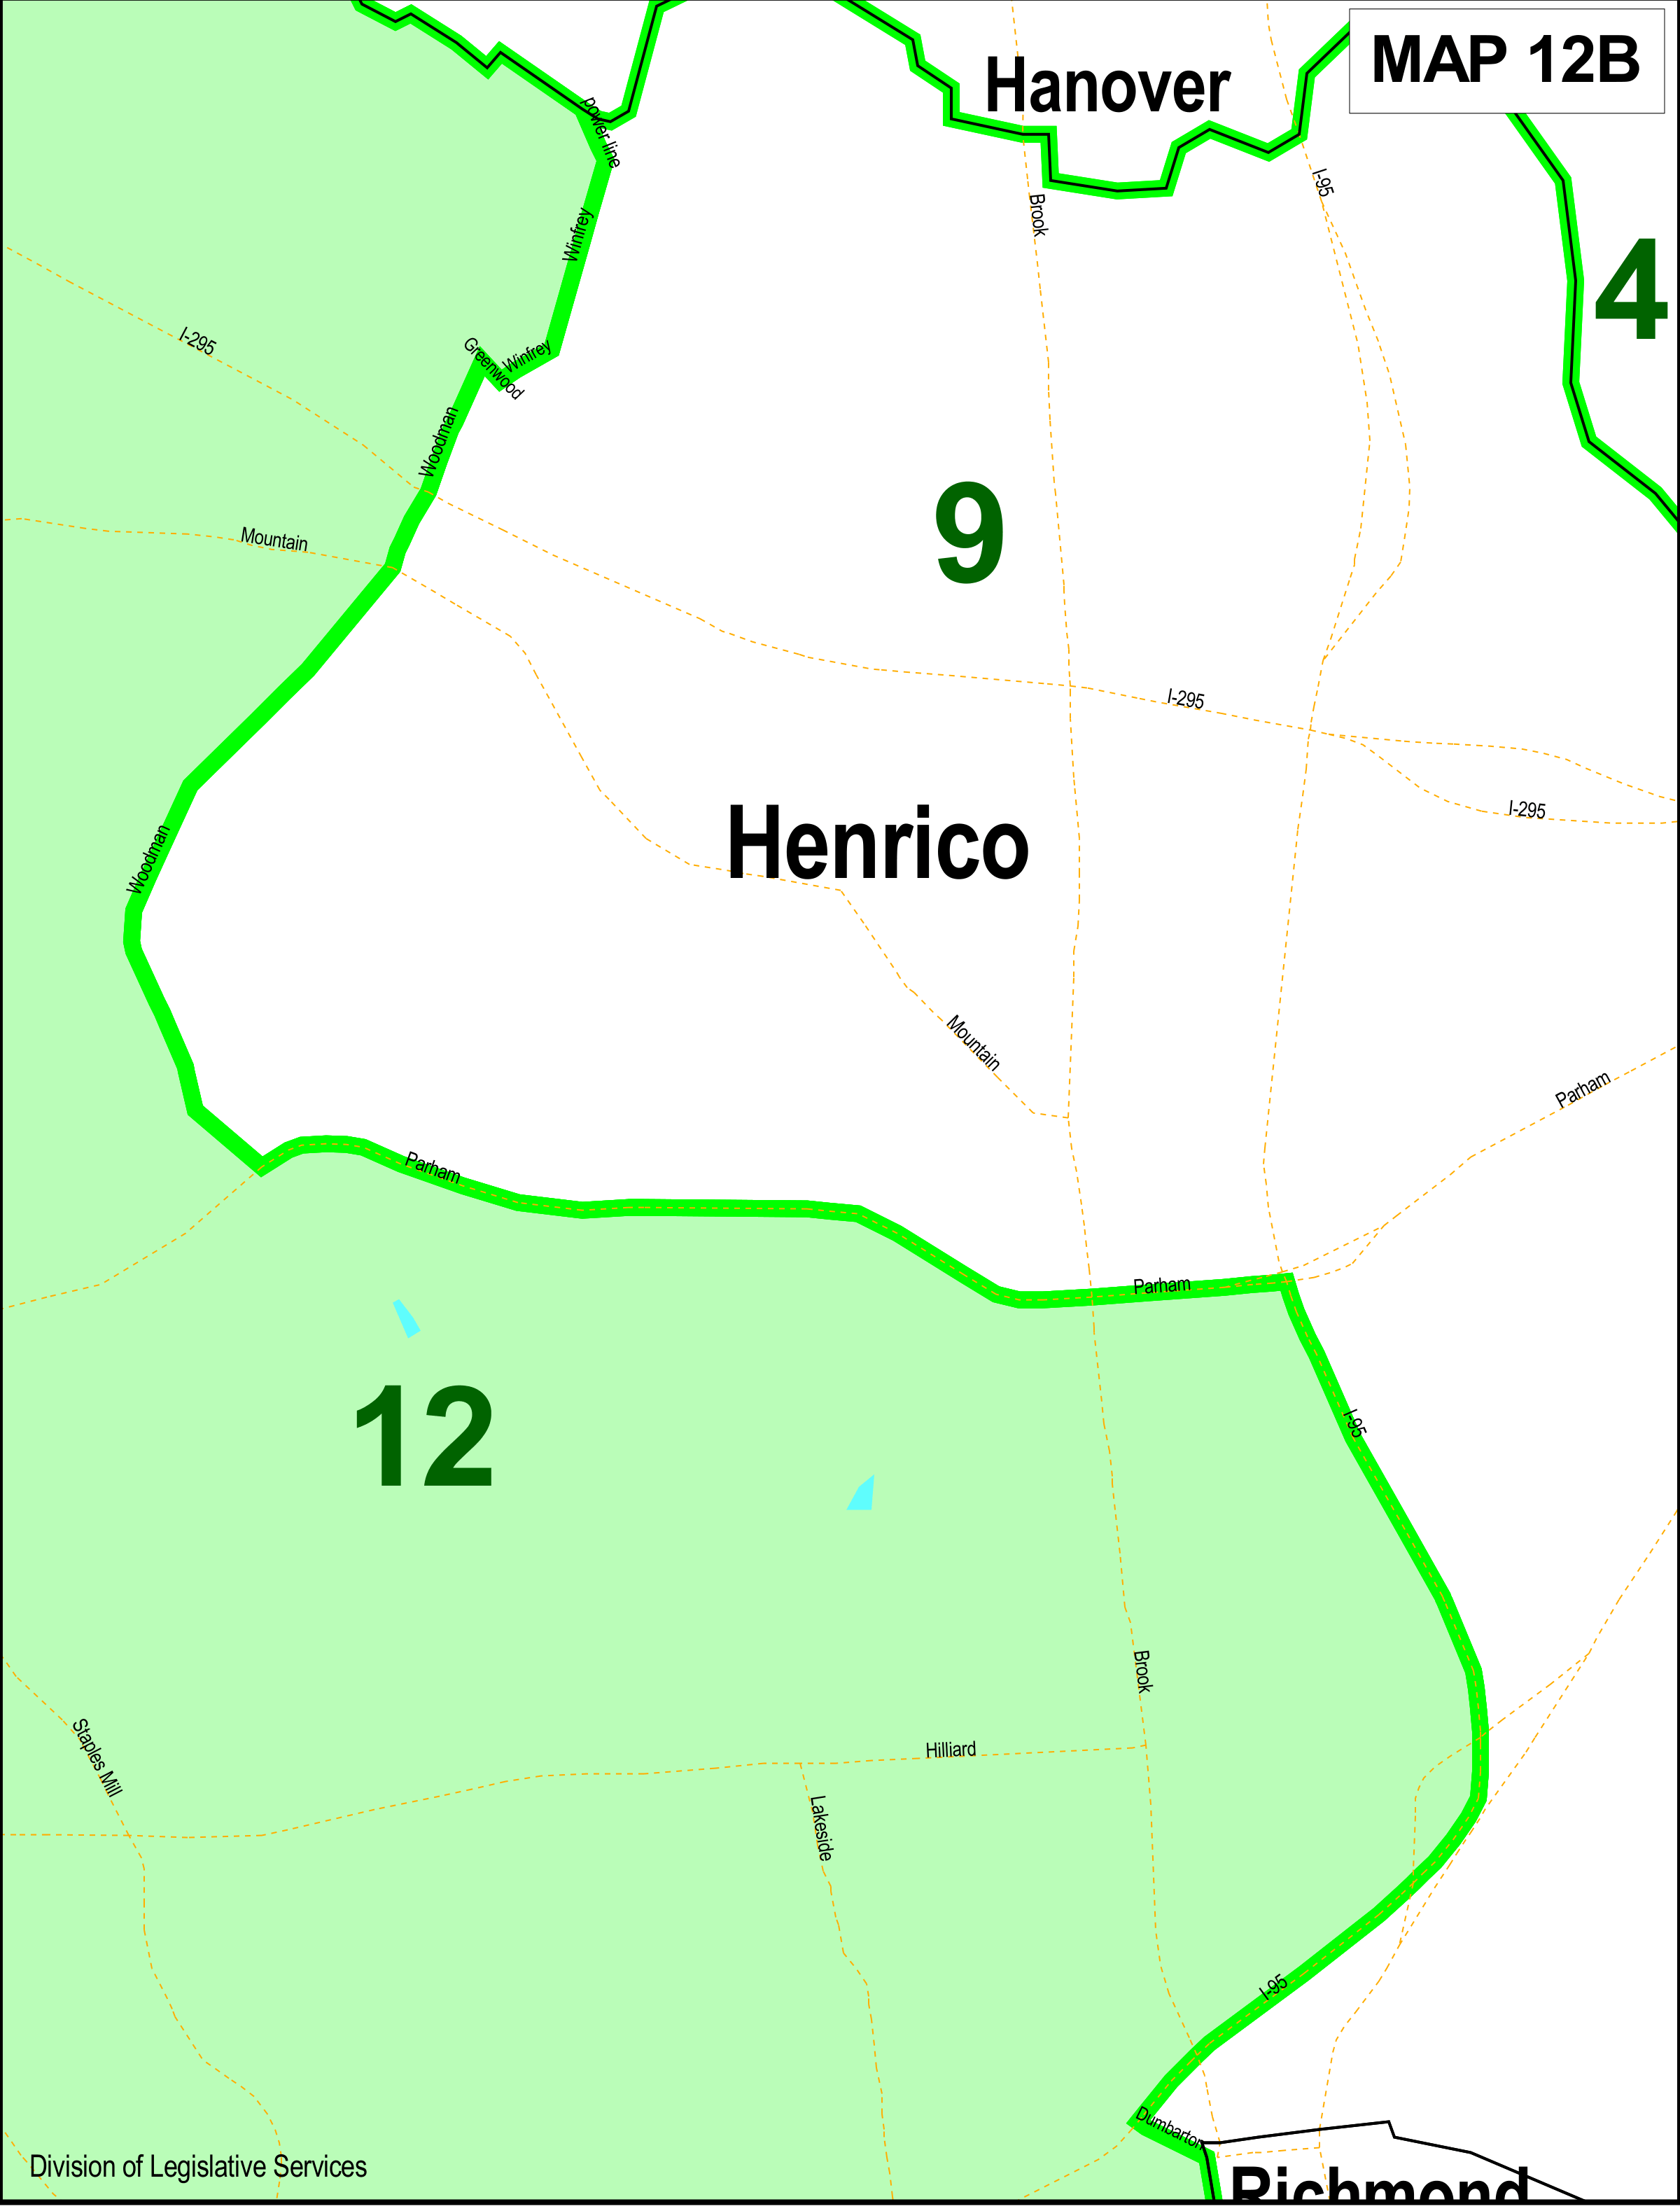 MAP 12B
Hanover
power line
I-95
Brook
Winfrey
4
I-295
Winfrey
Greenwood
Woodman
9
Mountain
I-295
I-295
Henrico
Woodman
Mountain
Parham
Parham
Parham
12
I-95
Brook
Staples Mill
Hilliard
Lakeside
I-95
Dumbarton
Division of Legislative Services
Richmond